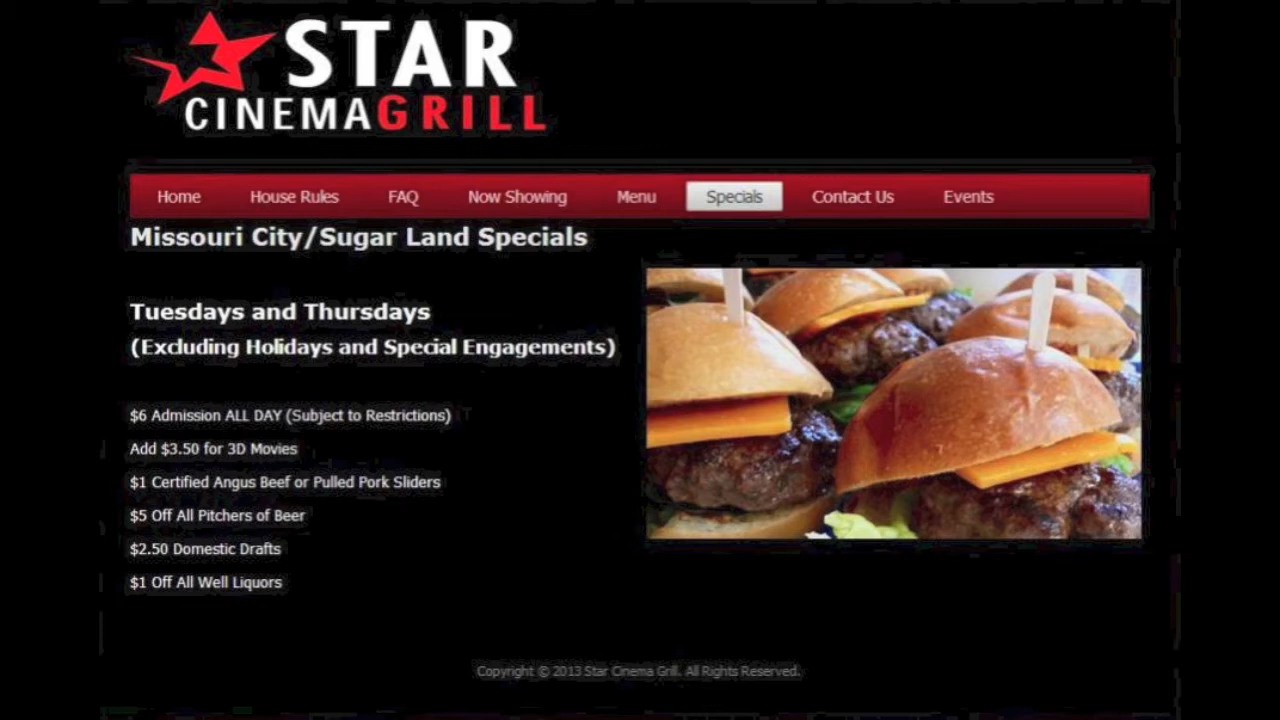 STAR
CINEMAGRILL
Home House Rules FAQ Now Showing Menu Specials Contact Us Events
Missouri City/Sugar Land Specials
Tuesdays and Thursdays
(Excluding Holidays and Special Engagements)
$6 Admission ALL DAY (Subject to Restrictions)
Add $3.50 for 3D Movies
$1 Certified Angus Beef or Pulled Pork Sliders
$5 Off All Pitchers of Beer
$2.50 Domestic Drafts
$1 Off All Well Liquors
Copyright © 2013 Star Cinema Grill. All Rights Reserved.